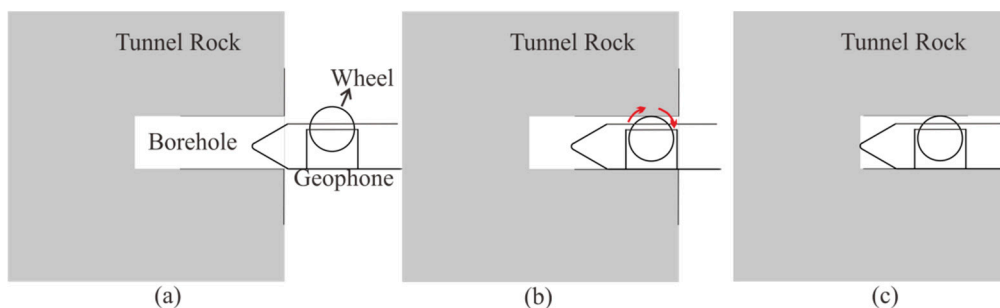 Tunnel Rock
Wheel
Borehole
Geophone
(a)
Tunnel Rock
(b)
Tunnel Rock
(c)